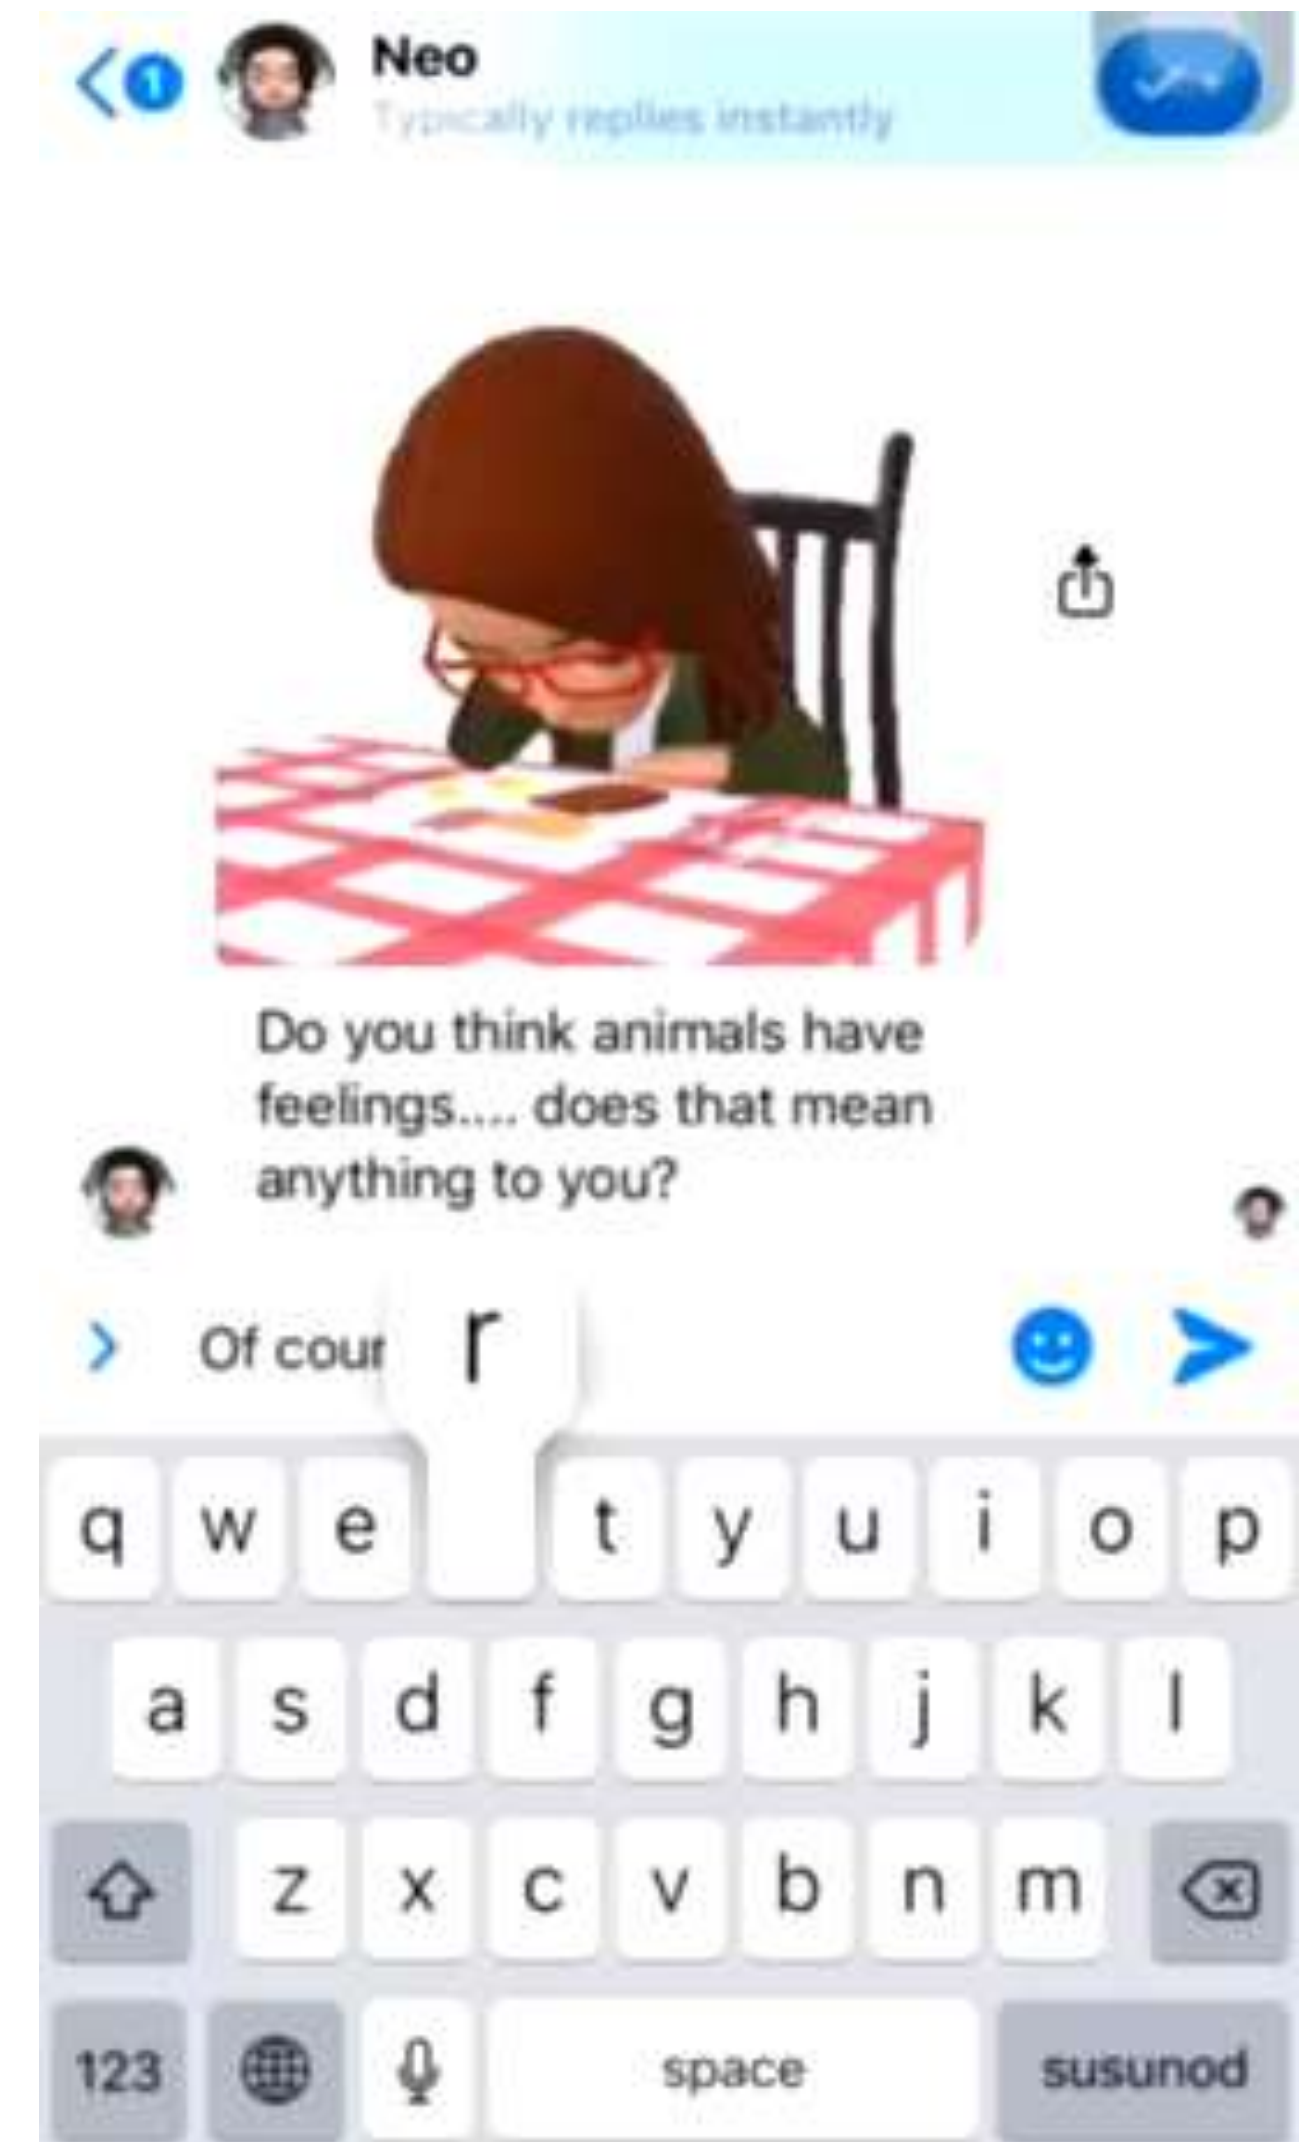 1
Neo
Typically replies instantly
Do you think animals have
feelings.... does that mean
anything to you?
Of cour
r
q w e t y u i o p
a s d f g h j k l
z x c v b n m
123 space susunod